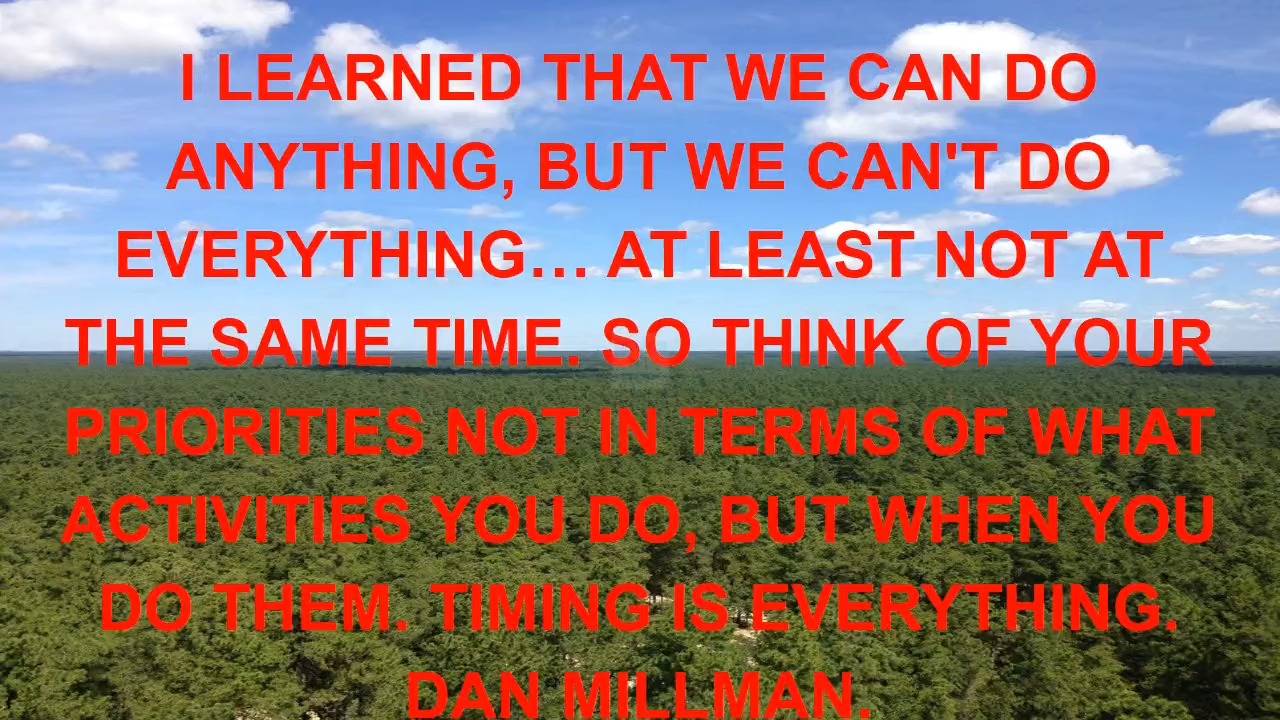 I LEARNED THAT WE CAN DO
ANYTHING, BUT WE CAN'T DO
EVERYTHING... AT LEAST NOT AT
THE SAME TIME. SO THINK OF YOUR
PRIORITIES NOT IN TERMS OF WHAT
ACTIVITIES YOU DO, BUT WHEN YOU
DO THEM. TIMING IS EVERYTHING.
DAN MILLMAN.